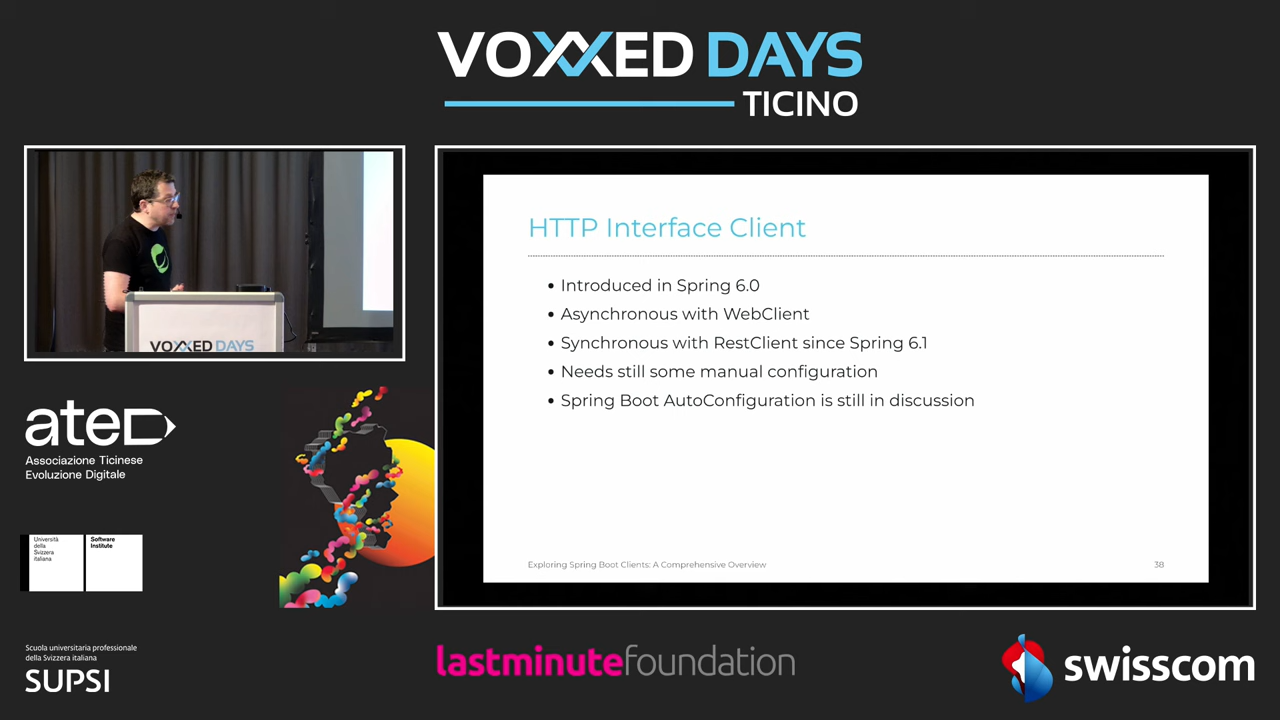 VOXXED DAYS
TICINO
VOXXED DAYS
HTTP Interface Client
• Introduced in Spring 6.0
• Asynchronous with WebClient
• Synchronous with RestClient since Spring 6.1
• Needs still some manual configuration
• Spring Boot AutoConfiguration is still in discussion
Exploring Spring Boot Clients: A Comprehensive Overview
38
ated
Associazione Ticinese
Evoluzione Digitale
Università
della
Svizzera
italiana
Software
Institute
Scuola universitaria professionale
della Svizzera italiana
SUPSI
lastminutefoundation
swisscom